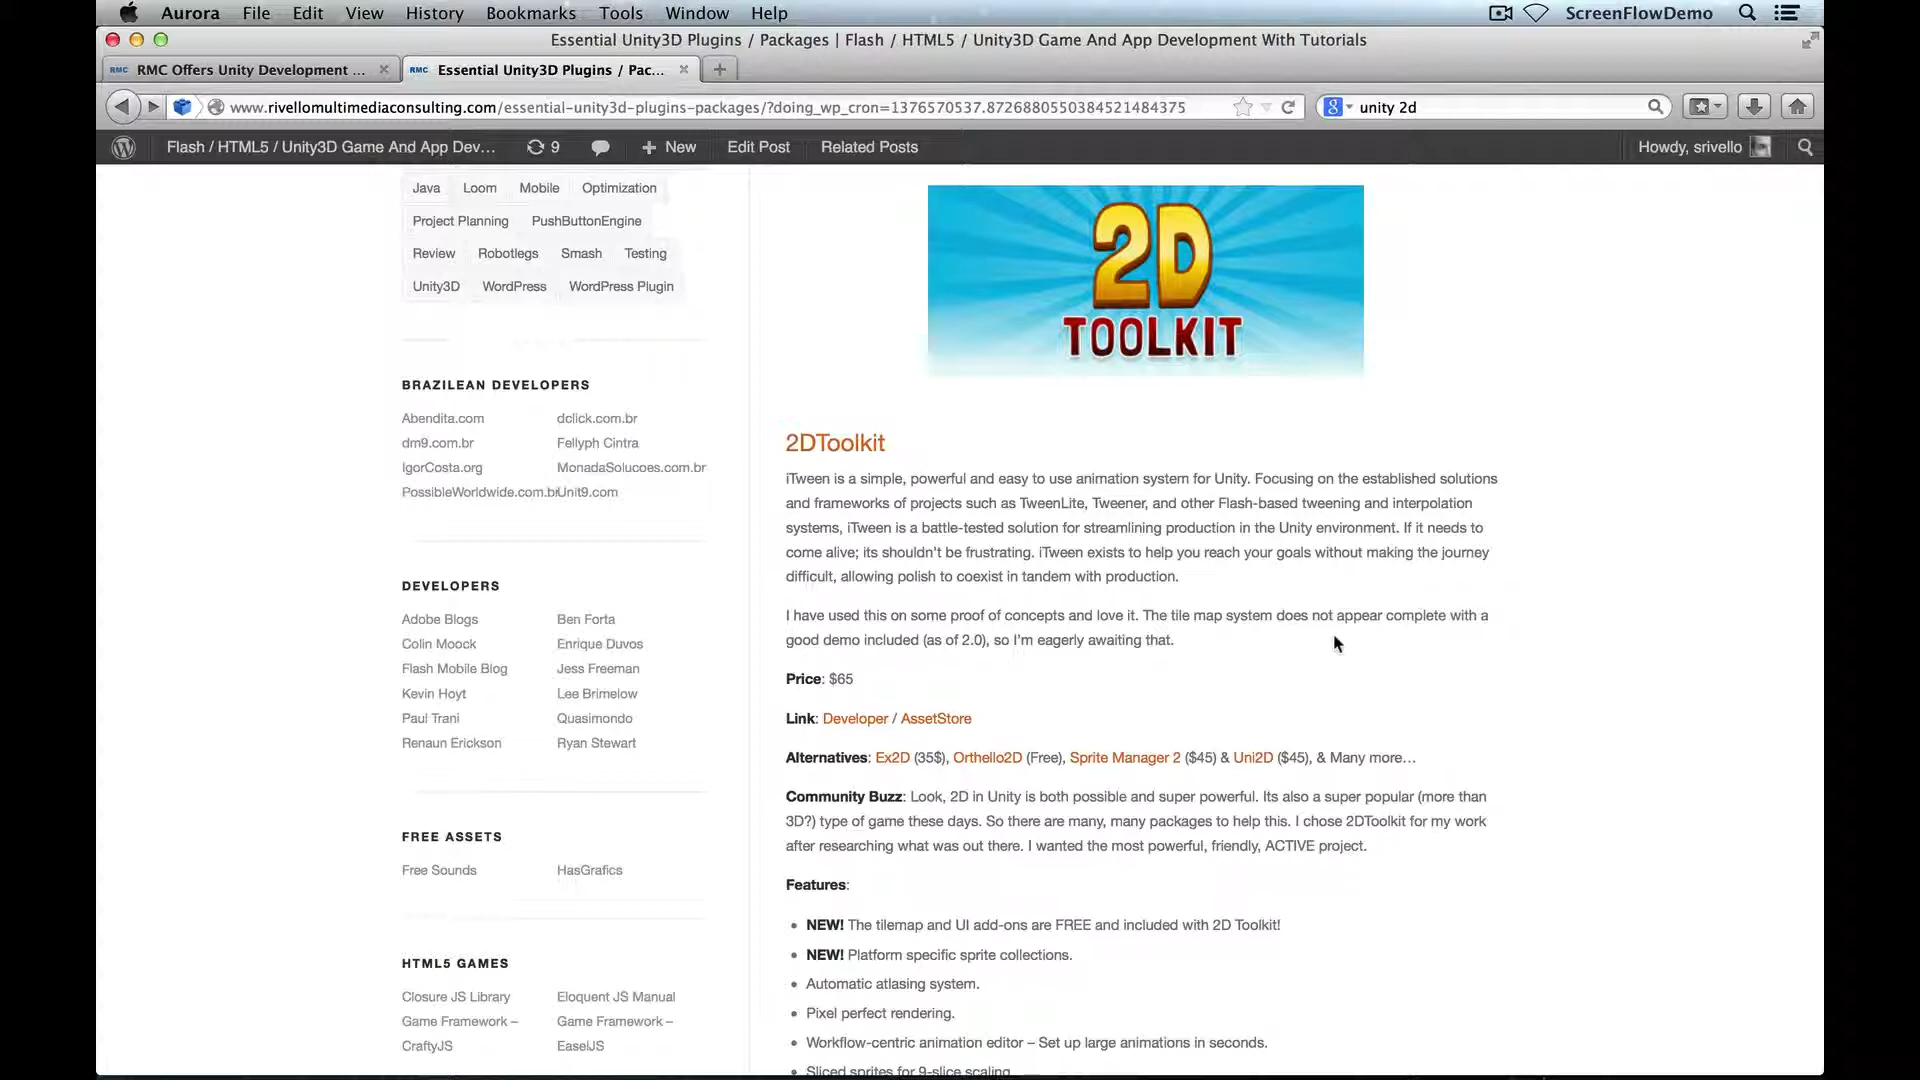 Aurora File Edit View History Bookmarks Tools Window Help ScreenFlowDemo
Essential Unity3D Plugins / Packages | Flash / HTML5 / Unity3D Game And App Development With Tutorials
RMC RMC Offers Unity Development ... RMC Essential Unity3D Plugins / Pac...
www.rivellomultimediaconsulting.com/essential-unity3d-plugins-packages/?doing_wp_cron=1376570537.8726880550384521484375 unity 2d
Flash / HTML5 / Unity3D Game And App Dev... 9 + New Edit Post Related Posts Howdy, srivello
Java Loom Mobile Optimization
Project Planning PushButtonEngine
Review Robotlegs Smash Testing
Unity3D WordPress WordPress Plugin
BRAZILEAN DEVELOPERS
Abendita.com dclick.com.br
dm9.com.br Fellyph Cintra
IgorCosta.org MonadaSolucoes.com.br
PossibleWorldwide.com.br Unit9.com
DEVELOPERS
Adobe Blogs Ben Forta
Colin Moock Enrique Duvos
Flash Mobile Blog Jess Freeman
Kevin Hoyt Lee Brimelow
Paul Trani Quasimondo
Renaun Erickson Ryan Stewart
FREE ASSETS
Free Sounds HasGrafics
HTML5 GAMES
Closure JS Library Eloquent JS Manual
Game Framework – Game Framework –
CraftyJS EaselJS
2D
TOOLKIT
2DToolkit
iTween is a simple, powerful and easy to use animation system for Unity. Focusing on the established solutions
and frameworks of projects such as TweenLite, Tweener, and other Flash-based tweening and interpolation
systems, iTween is a battle-tested solution for streamlining production in the Unity environment. If it needs to
come alive; its shouldn't be frustrating. iTween exists to help you reach your goals without making the journey
difficult, allowing polish to coexist in tandem with production.
I have used this on some proof of concepts and love it. The tile map system does not appear complete with a
good demo included (as of 2.0), so I'm eagerly awaiting that.
Price: $65
Link: Developer / AssetStore
Alternatives: Ex2D (35$), Orthello2D (Free), Sprite Manager 2 ($45) & Uni2D ($45), & Many more…
Community Buzz: Look, 2D in Unity is both possible and super powerful. Its also a super popular (more than
3D?) type of game these days. So there are many, many packages to help this. I chose 2DToolkit for my work
after researching what was out there. I wanted the most powerful, friendly, ACTIVE project.
Features:
• NEW! The tilemap and UI add-ons are FREE and included with 2D Toolkit!
• NEW! Platform specific sprite collections.
• Automatic atlasing system.
• Pixel perfect rendering.
• Workflow-centric animation editor – Set up large animations in seconds.
• Sliced sprites for 9-slice scaling.